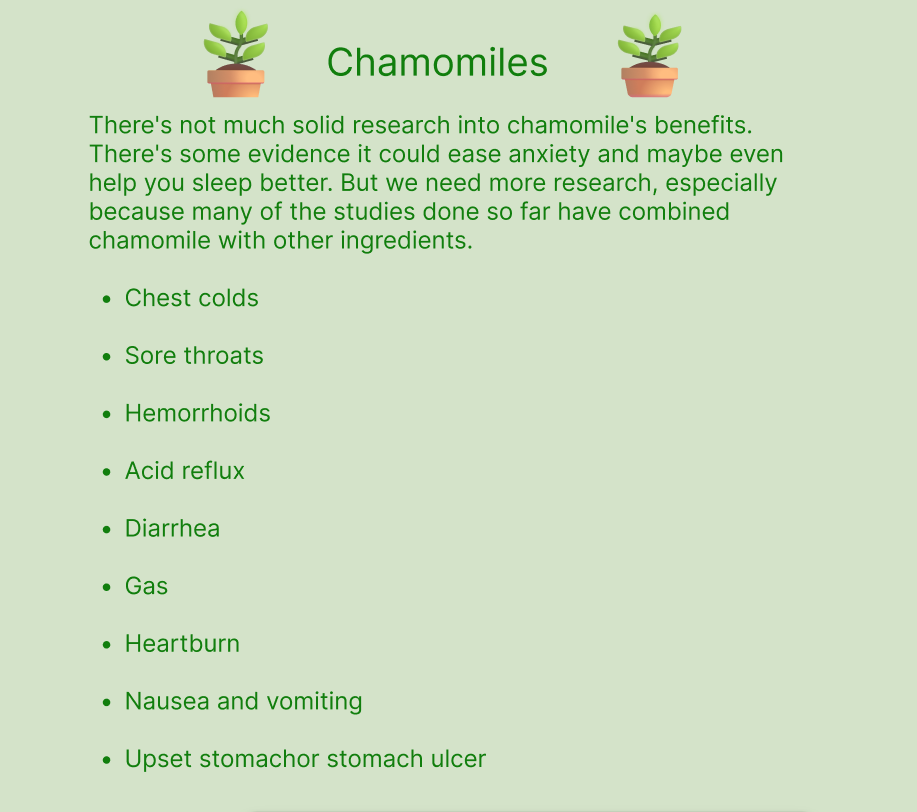 Chamomiles
There's not much solid research into chamomile's benefits.
There's some evidence it could ease anxiety and maybe even
help you sleep better. But we need more research, especially
because many of the studies done so far have combined
chamomile with other ingredients.
• Chest colds
• Sore throats
• Hemorrhoids
• Acid reflux
• Diarrhea
• Gas
• Heartburn
• Nausea and vomiting
• Upset stomachor stomach ulcer